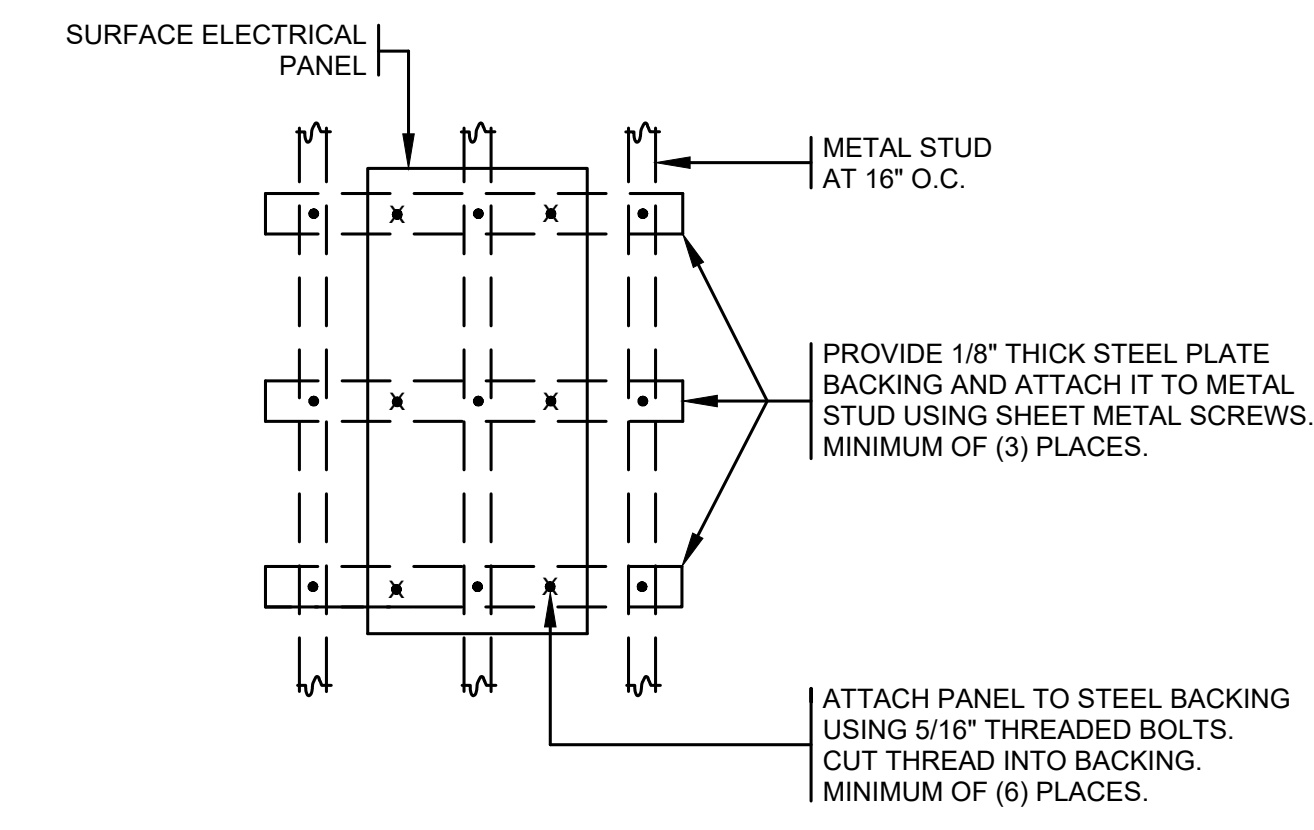 SURFACE ELECTRICAL
PANEL
METAL STUD
AT 16" O.C.
PROVIDE 1/8" THICK STEEL PLATE
BACKING AND ATTACH IT TO METAL
STUD USING SHEET METAL SCREWS.
MINIMUM OF (3) PLACES.
ATTACH PANEL TO STEEL BACKING
USING 5/16" THREADED BOLTS.
CUT THREAD INTO BACKING.
MINIMUM OF (6) PLACES.